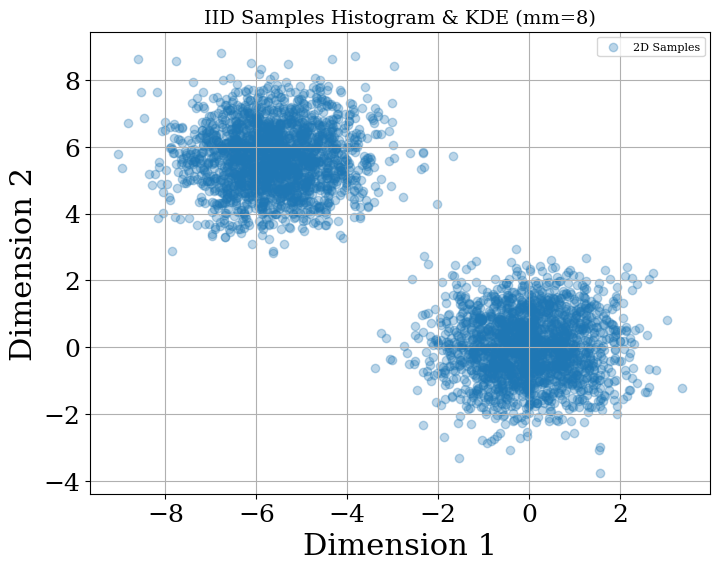 IID Samples Histogram & KDE (mm=8)
2D Samples
Dimension 2
8
6
4
2
0
−2
−4
−8 −6 −4 −2 0 2
Dimension 1